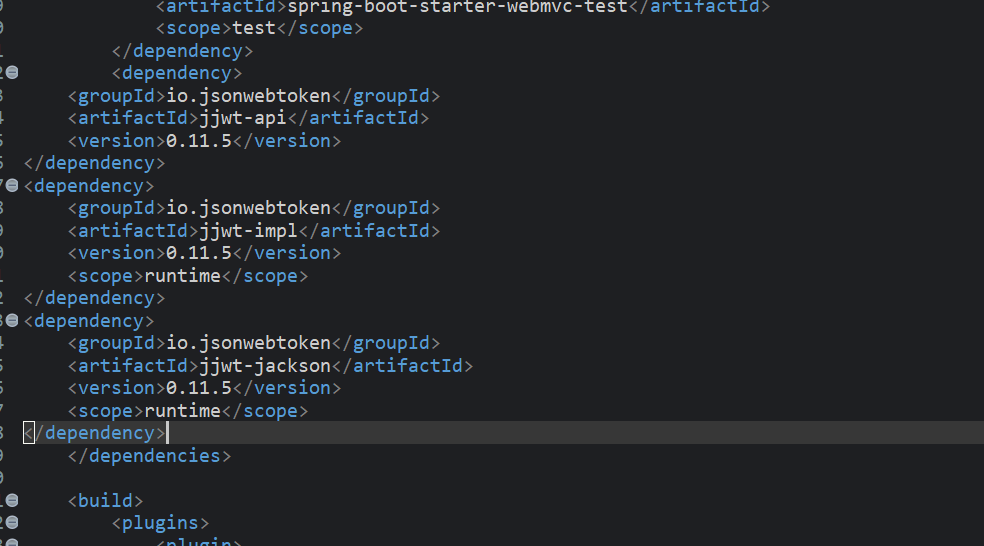 <artifactId>spring-boot-starter-webmvc-test</artifactId>
<scope>test</scope>
</dependency>
<dependency>
<groupId>io.jsonwebtoken</groupId>
<artifactId>jjwt-api</artifactId>
<version>0.11.5</version>
</dependency>
<dependency>
<groupId>io.jsonwebtoken</groupId>
<artifactId>jjwt-impl</artifactId>
<version>0.11.5</version>
<scope>runtime</scope>
</dependency>
<dependency>
<groupId>io.jsonwebtoken</groupId>
<artifactId>jjwt-jackson</artifactId>
<version>0.11.5</version>
<scope>runtime</scope>
</dependency>
</dependencies>
<build>
<plugins>
<plugin>